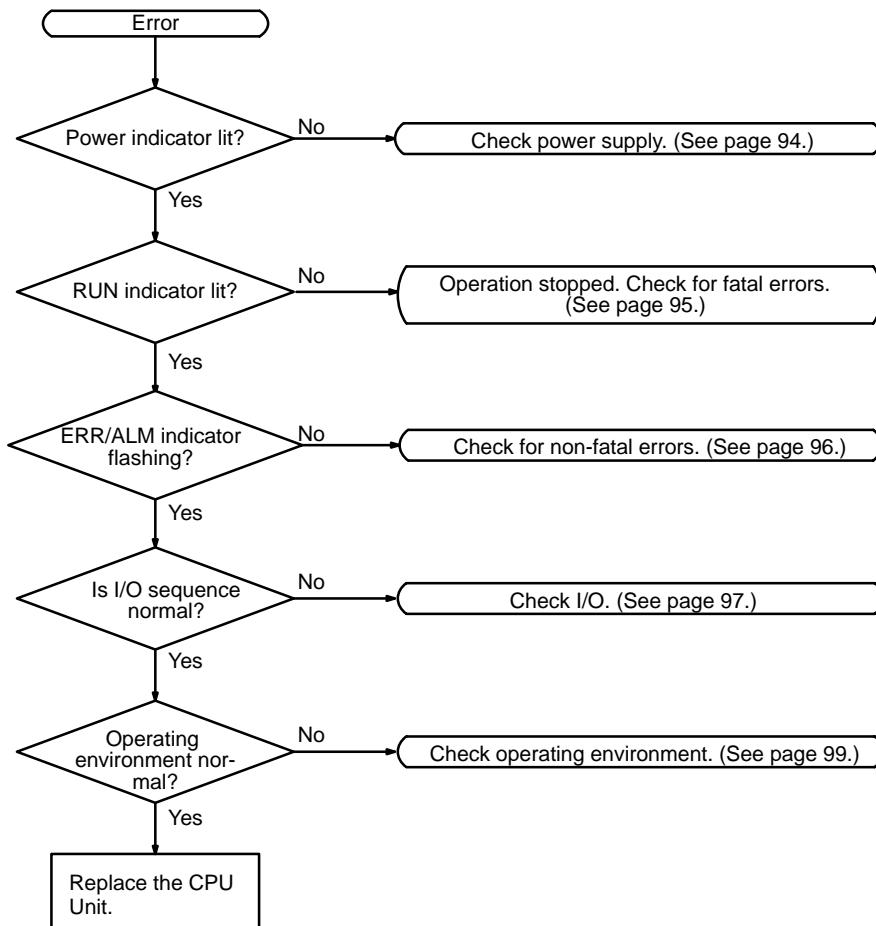 Error
Power indicator lit?
No
Check power supply. (See page 94.)
Yes
RUN indicator lit?
No
Operation stopped. Check for fatal errors.
(See page 95.)
Yes
ERR/ALM indicator
flashing?
No
Check for non-fatal errors. (See page 96.)
Yes
Is I/O sequence
normal?
No
Check I/O. (See page 97.)
Yes
Operating
environment nor-
mal?
No
Check operating environment. (See page 99.)
Yes
Replace the CPU
Unit.